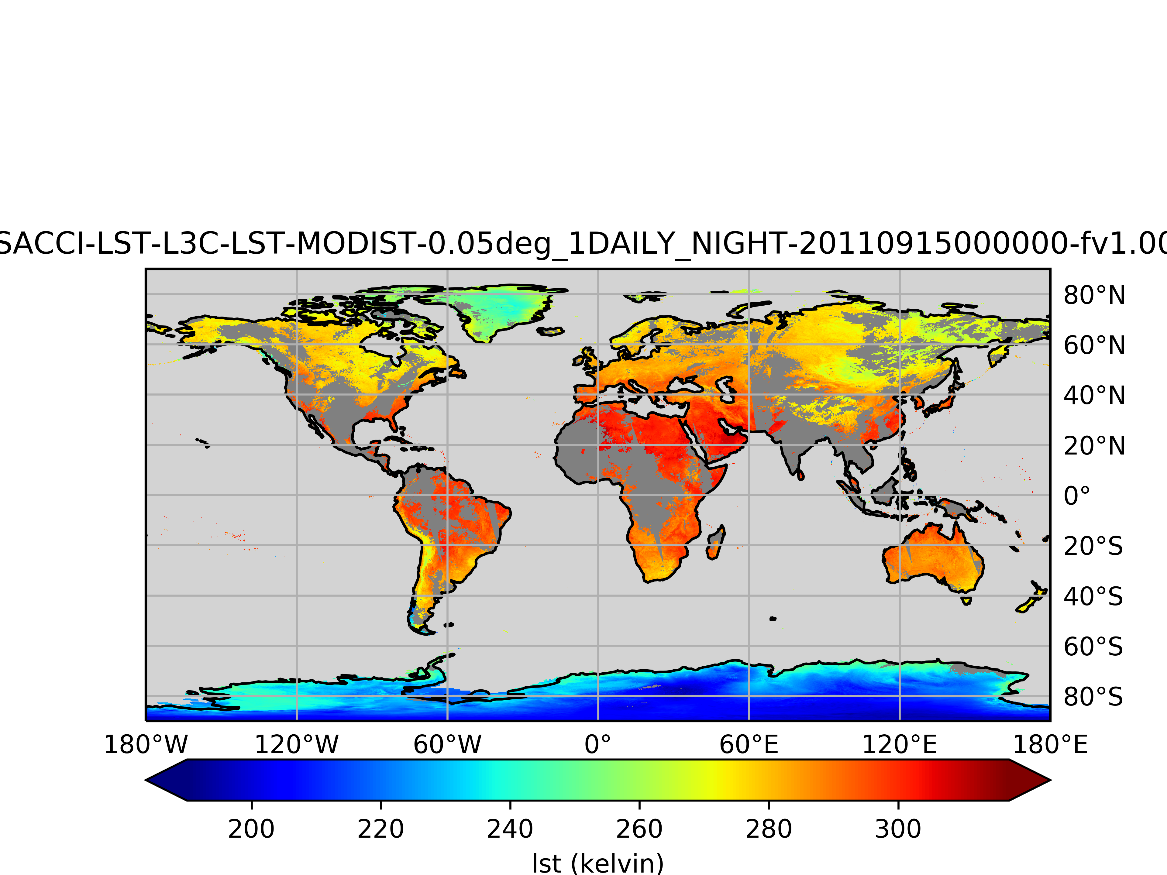 SACCI-LST-L3C-LST-MODIST-0.05deg_1DAILY_NIGHT-20110915000000-fv1.00
80°N
60°N
40°N
20°N
0°
20°S
40°S
60°S
80°S
180°W 120°W 60°W 0° 60°E 120°E 180°E
200 220 240 260 280 300
lst (kelvin)